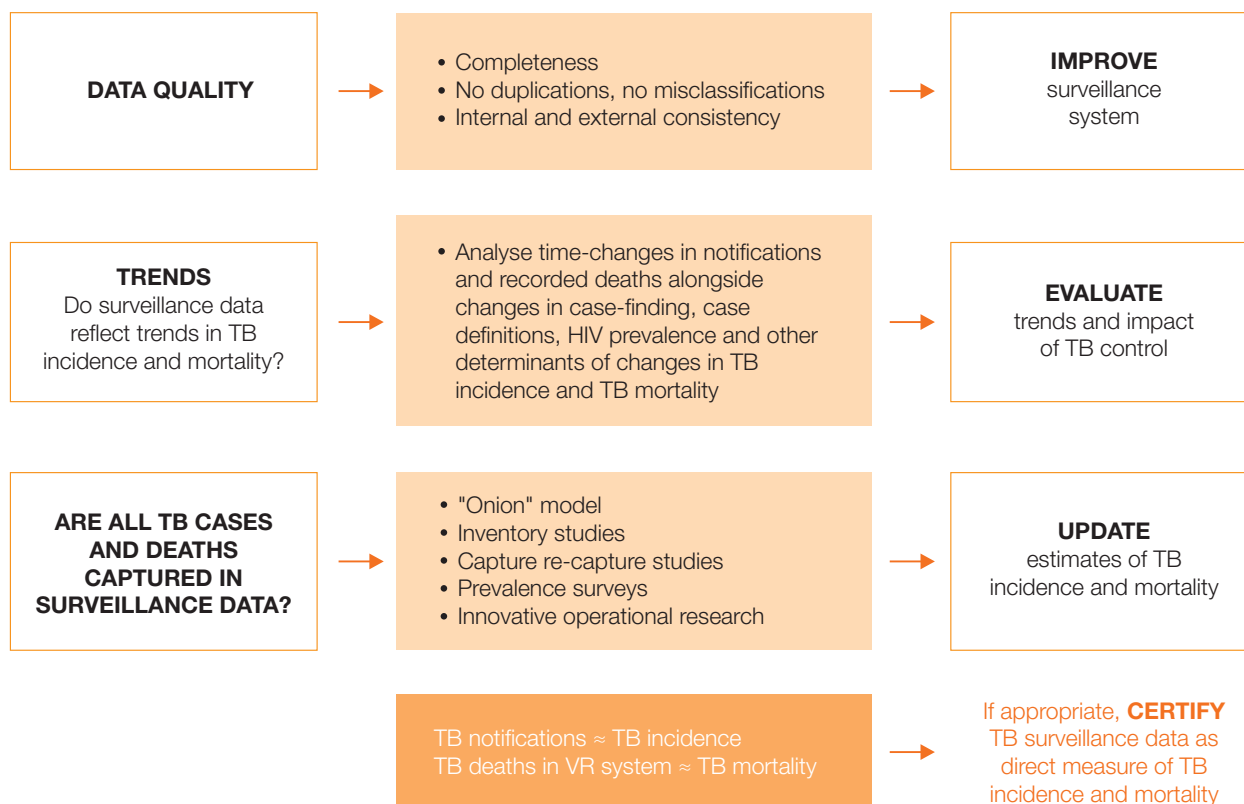 DATA QUALITY
• Completeness
• No duplications, no misclassifications
• Internal and external consistency
IMPROVE
surveillance
system
TRENDS
Do surveillance data
reflect trends in TB
incidence and mortality?
• Analyse time-changes in notifications
and recorded deaths alongside
changes in case-finding, case
definitions, HIV prevalence and other
determinants of changes in TB
incidence and TB mortality
EVALUATE
trends and impact
of TB control
ARE ALL TB CASES
AND DEATHS
CAPTURED IN
SURVEILLANCE DATA?
• "Onion" model
• Inventory studies
• Capture re-capture studies
• Prevalence surveys
• Innovative operational research
UPDATE
estimates of TB
incidence and mortality
TB notifications ≈ TB incidence
TB deaths in VR system ≈ TB mortality
If appropriate, CERTIFY
TB surveillance data as
direct measure of TB
incidence and mortality